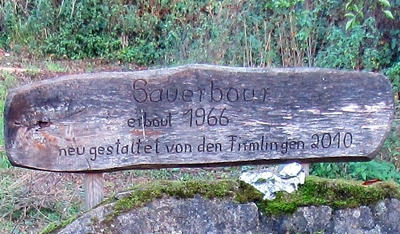 Sauerbour
erbout 1966
neu gestaltet von den Firmlingen 2010